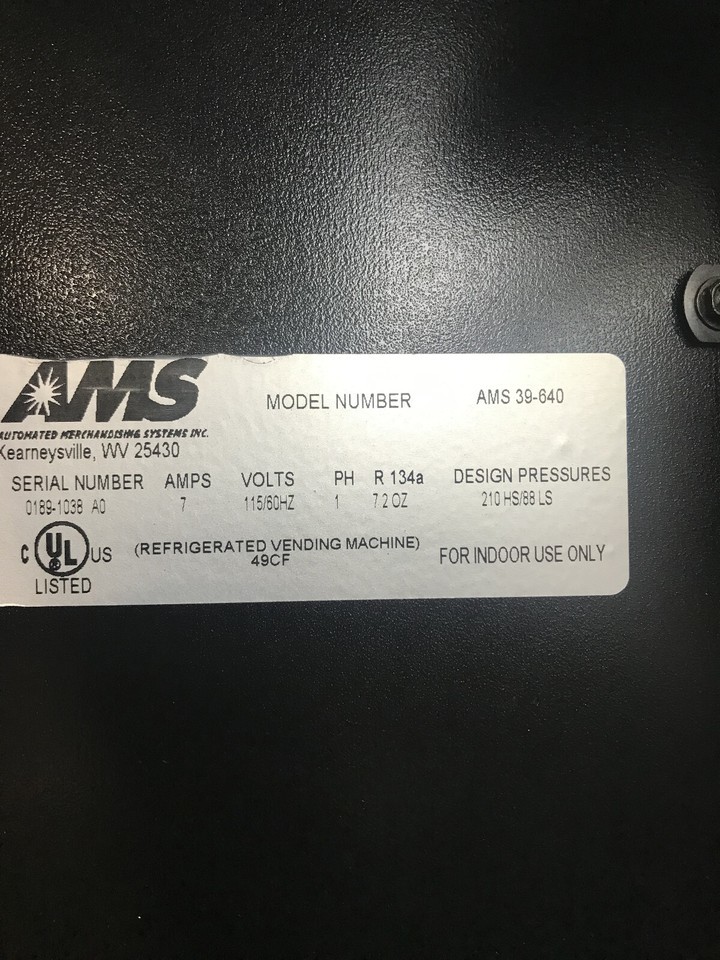 AMS
AUTOMATED MERCHANDISING SYSTEMS INC.
Kearneysville, WV 25430
MODEL NUMBER AMS 39-640
SERIAL NUMBER AMPS VOLTS PH R 134a DESIGN PRESSURES
0189-1038 A0 7 115/60HZ 1 7.2 OZ 210 HS/88 LS
C UL ® US (REFRIGERATED VENDING MACHINE) FOR INDOOR USE ONLY
49CF
LISTED